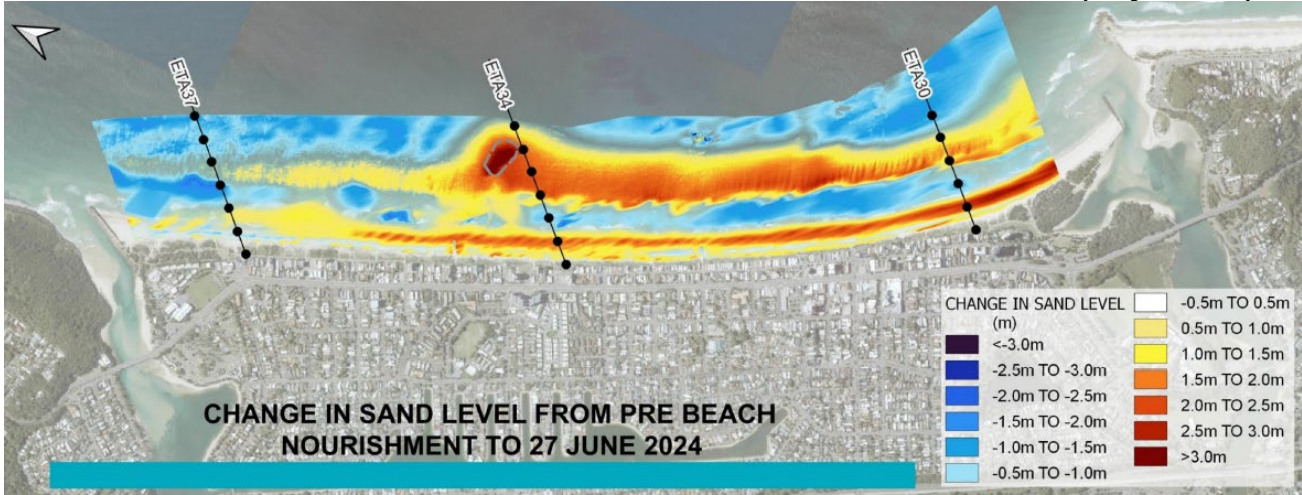 ETA37
ETA34
ETA30
CHANGE IN SAND LEVEL
(m)
<-3.0m
-2.5m TO -3.0m
-2.0m TO -2.5m
-1.5m TO -2.0m
-1.0m TO -1.5m
-0.5m TO -1.0m
-0.5m TO 0.5m
0.5m TO 1.0m
1.0m TO 1.5m
1.5m TO 2.0m
2.0m TO 2.5m
2.5m TO 3.0m
>3.0m
CHANGE IN SAND LEVEL FROM PRE BEACH
NOURISHMENT TO 27 JUNE 2024